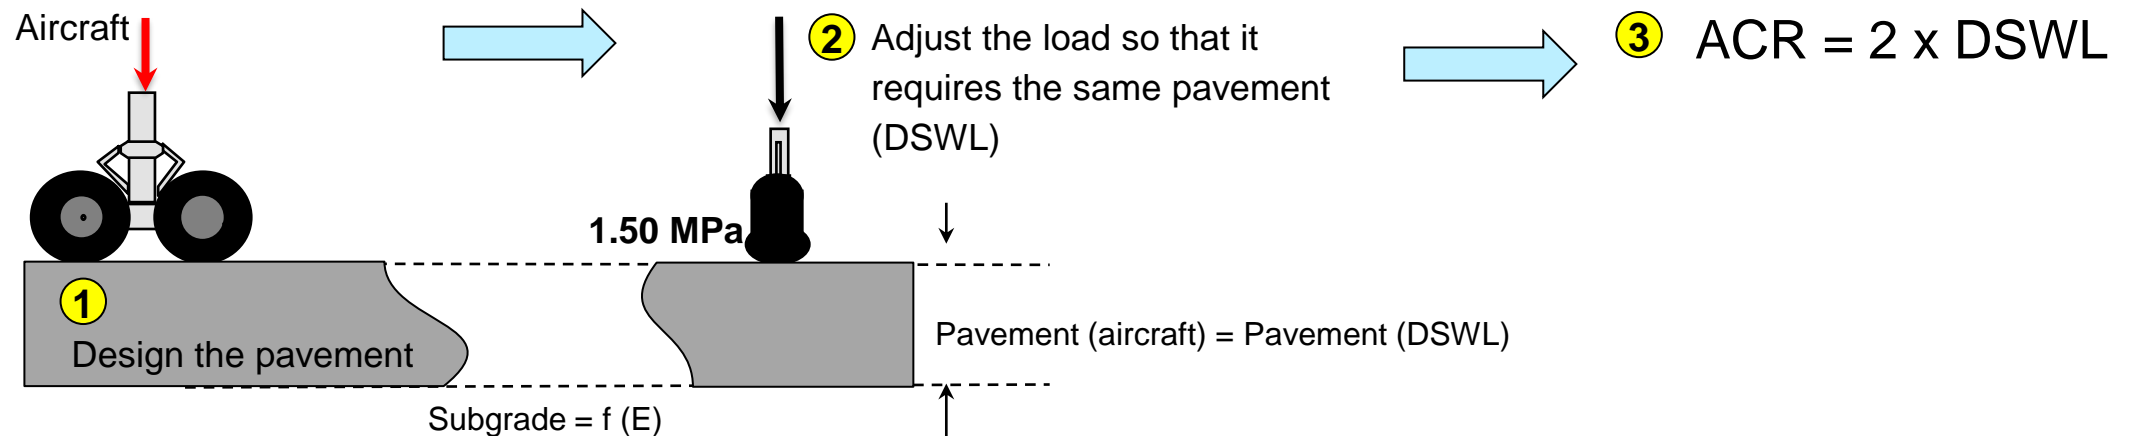 Aircraft
2 Adjust the load so that it
requires the same pavement
(DSWL)
3 ACR = 2 x DSWL
1.50 MPa
1
Design the pavement
Pavement (aircraft) = Pavement (DSWL)
Subgrade = f (E)